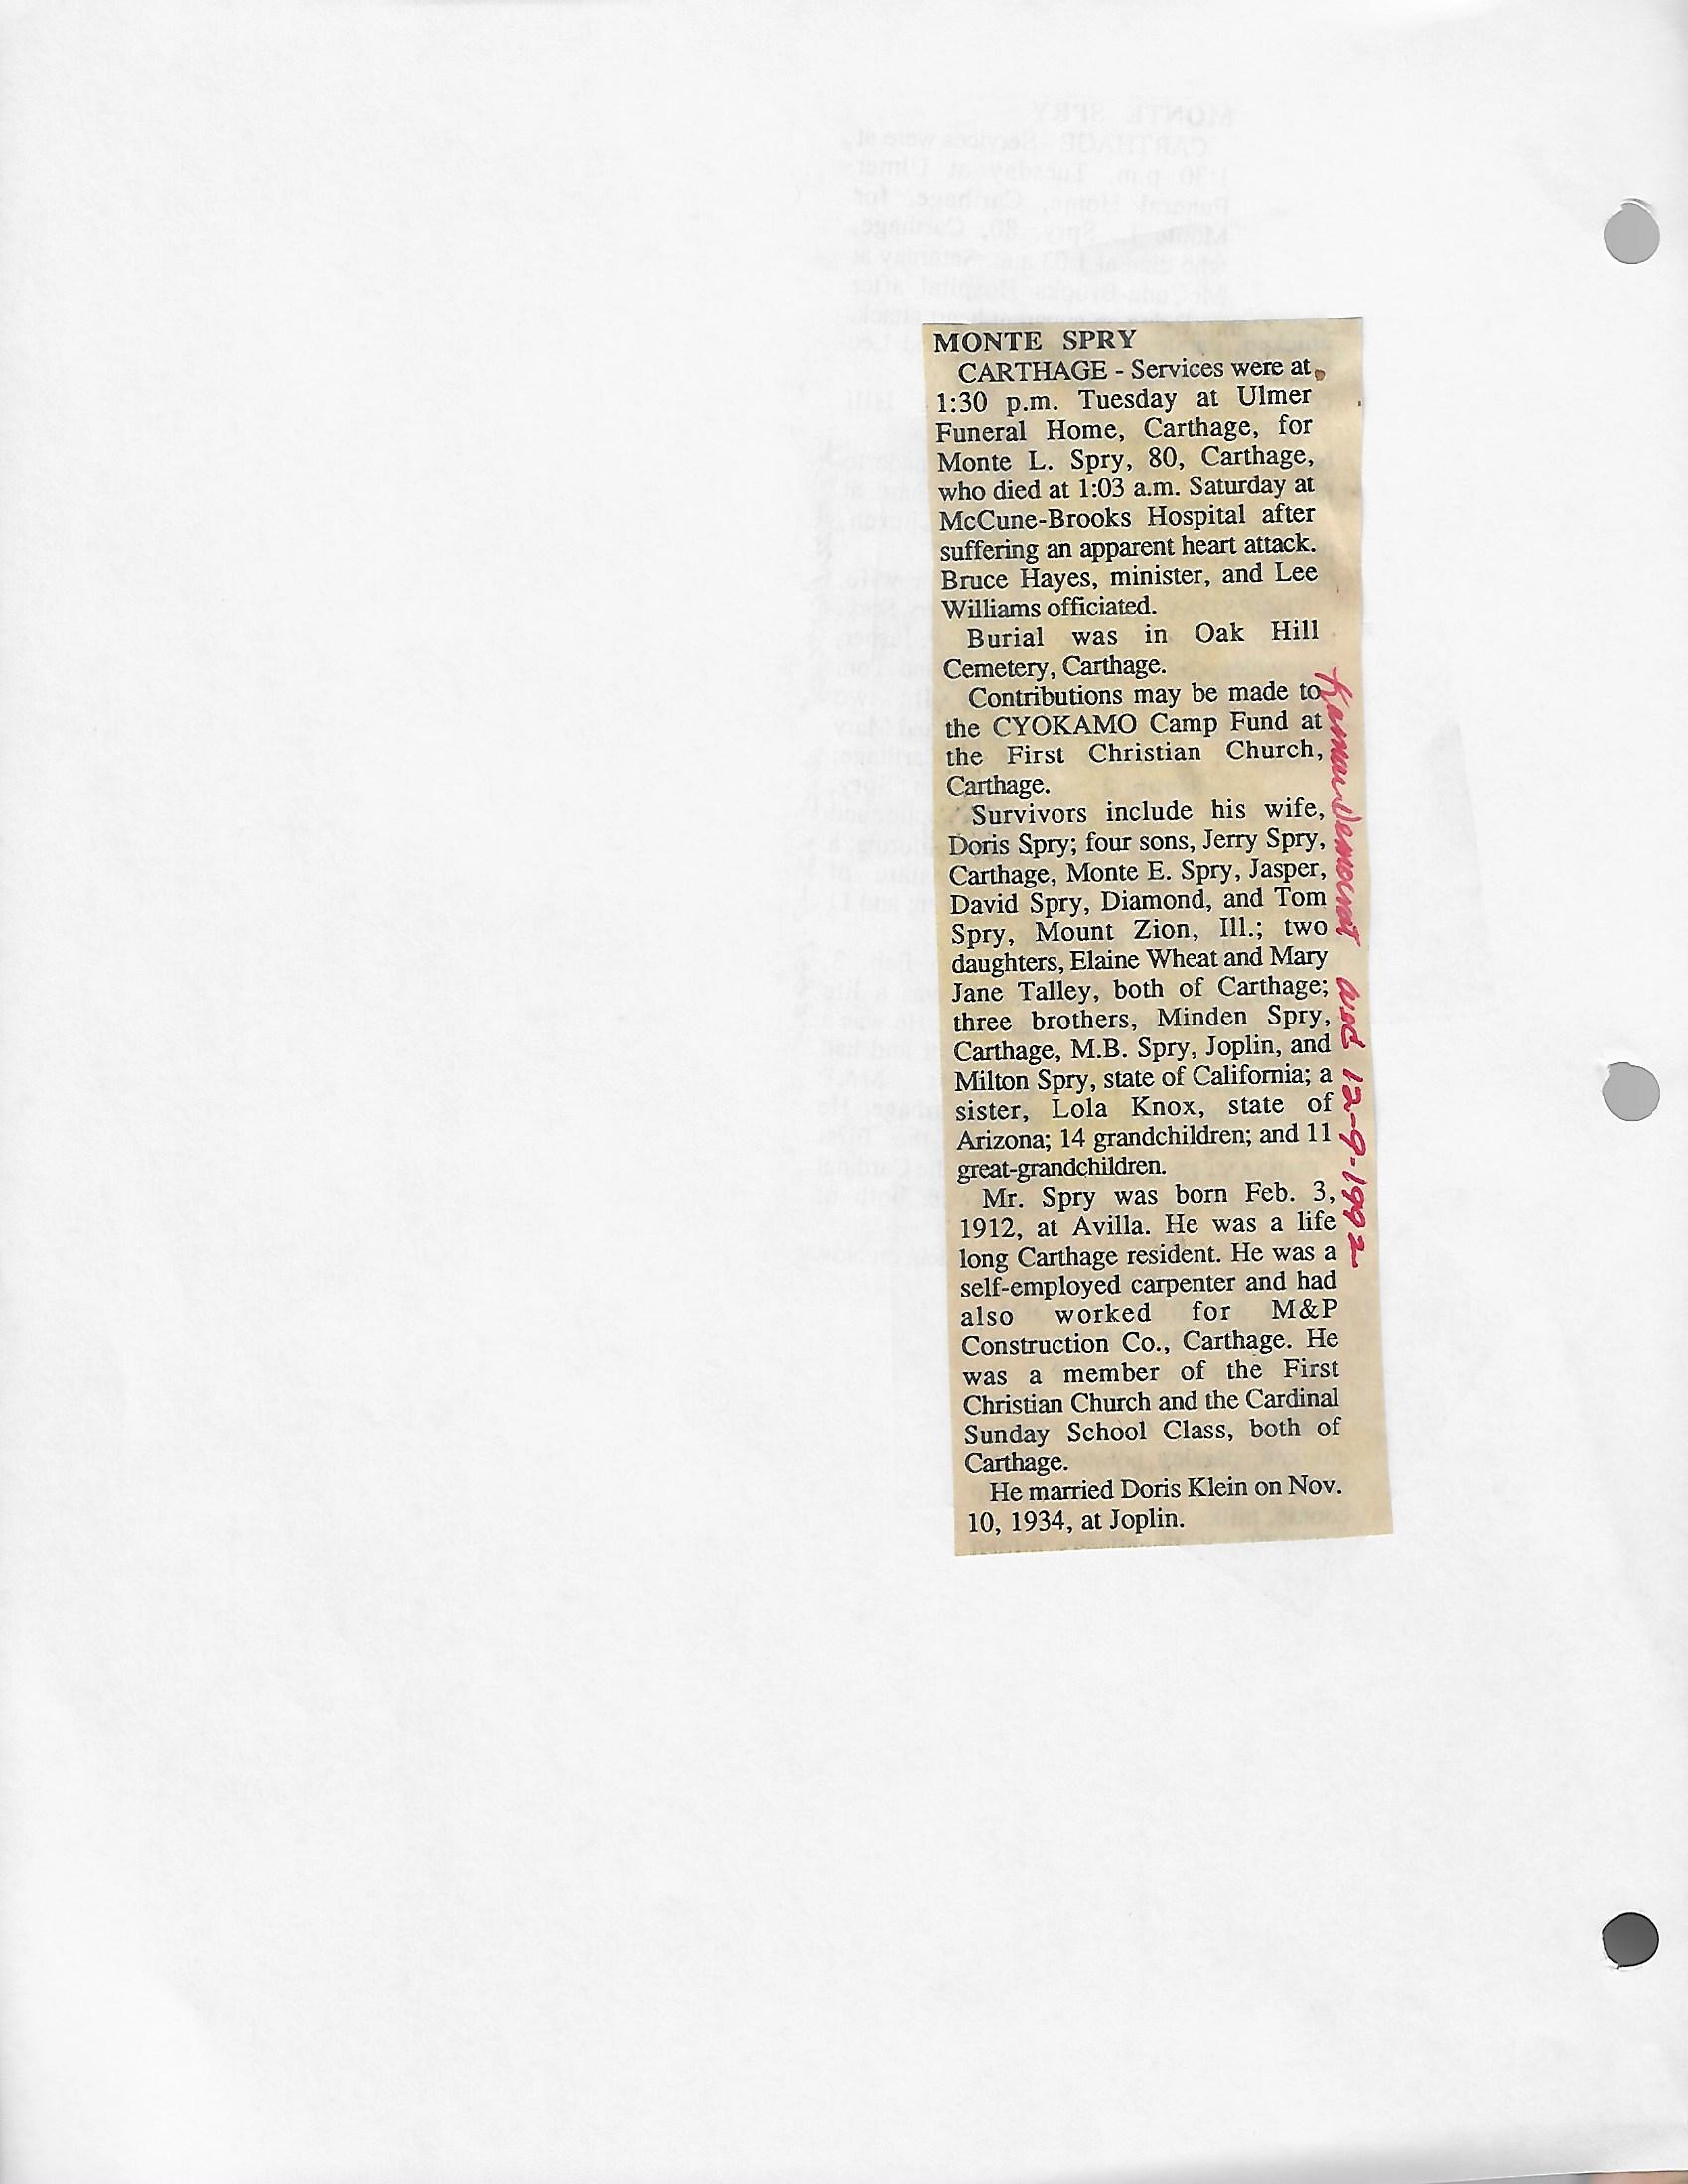 MONTE SPRY
CARTHAGE - Services were at
1:30 p.m. Tuesday at Ulmer
Funeral Home, Carthage, for
Monte L. Spry, 80, Carthage,
who died at 1:03 a.m. Saturday at
McCune-Brooks Hospital after
suffering an apparent heart attack.
Bruce Hayes, minister, and Lee
Williams officiated.
Burial was in Oak Hill
Cemetery, Carthage.
Contributions may be made to
the CYOKAMO Camp Fund at
the First Christian Church,
Carthage.
Survivors include his wife,
Doris Spry; four sons, Jerry Spry,
Carthage, Monte E. Spry, Jasper,
David Spry, Diamond, and Tom
Spry, Mount Zion, Ill.; two
daughters, Elaine Wheat and Mary
Jane Talley, both of Carthage;
three brothers, Minden Spry,
Carthage, M.B. Spry, Joplin, and
Milton Spry, state of California; a
sister, Lola Knox, state of
Arizona; 14 grandchildren; and 11
great-grandchildren.
Mr. Spry was born Feb. 3,
1912, at Avilla. He was a life
long Carthage resident. He was a
self-employed carpenter and had
also worked for M&P
Construction Co., Carthage. He
was a member of the First
Christian Church and the Cardinal
Sunday School Class, both of
Carthage.
He married Doris Klein on Nov.
10, 1934, at Joplin.
Democrat 12-9-1992